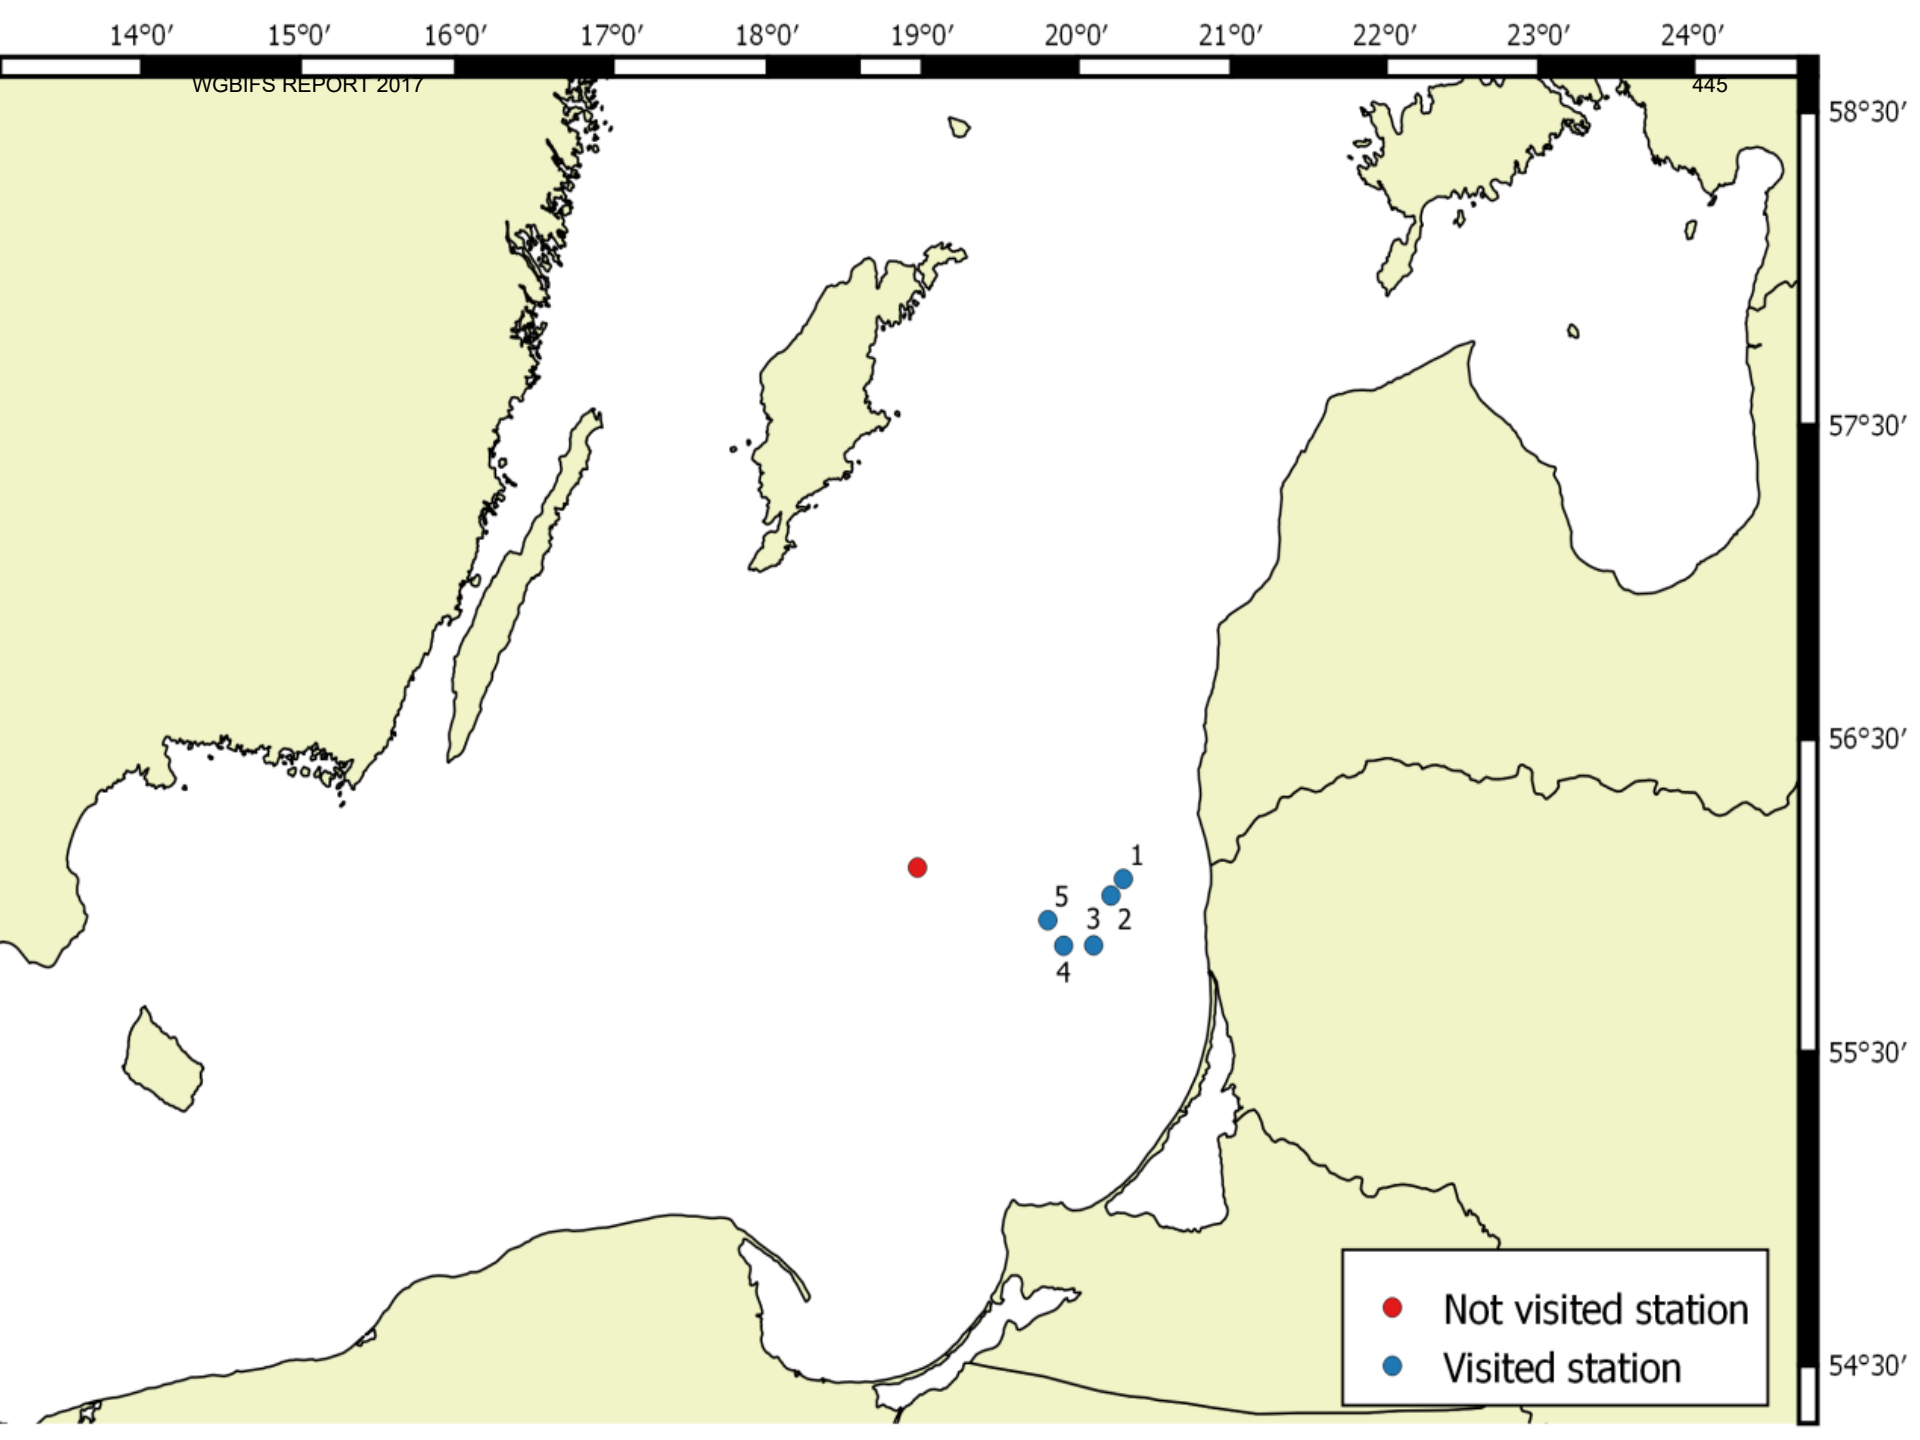 14°0′ 15°0′ 16°0′ 17°0′ 18°0′ 19°0′ 20°0′ 21°0′ 22°0′ 23°0′ 24°0′
WGBIFS REPORT 2017 445
58°30′
57°30′
56°30′
1
5
3 2
4
55°30′
Not visited station
Visited station
54°30′